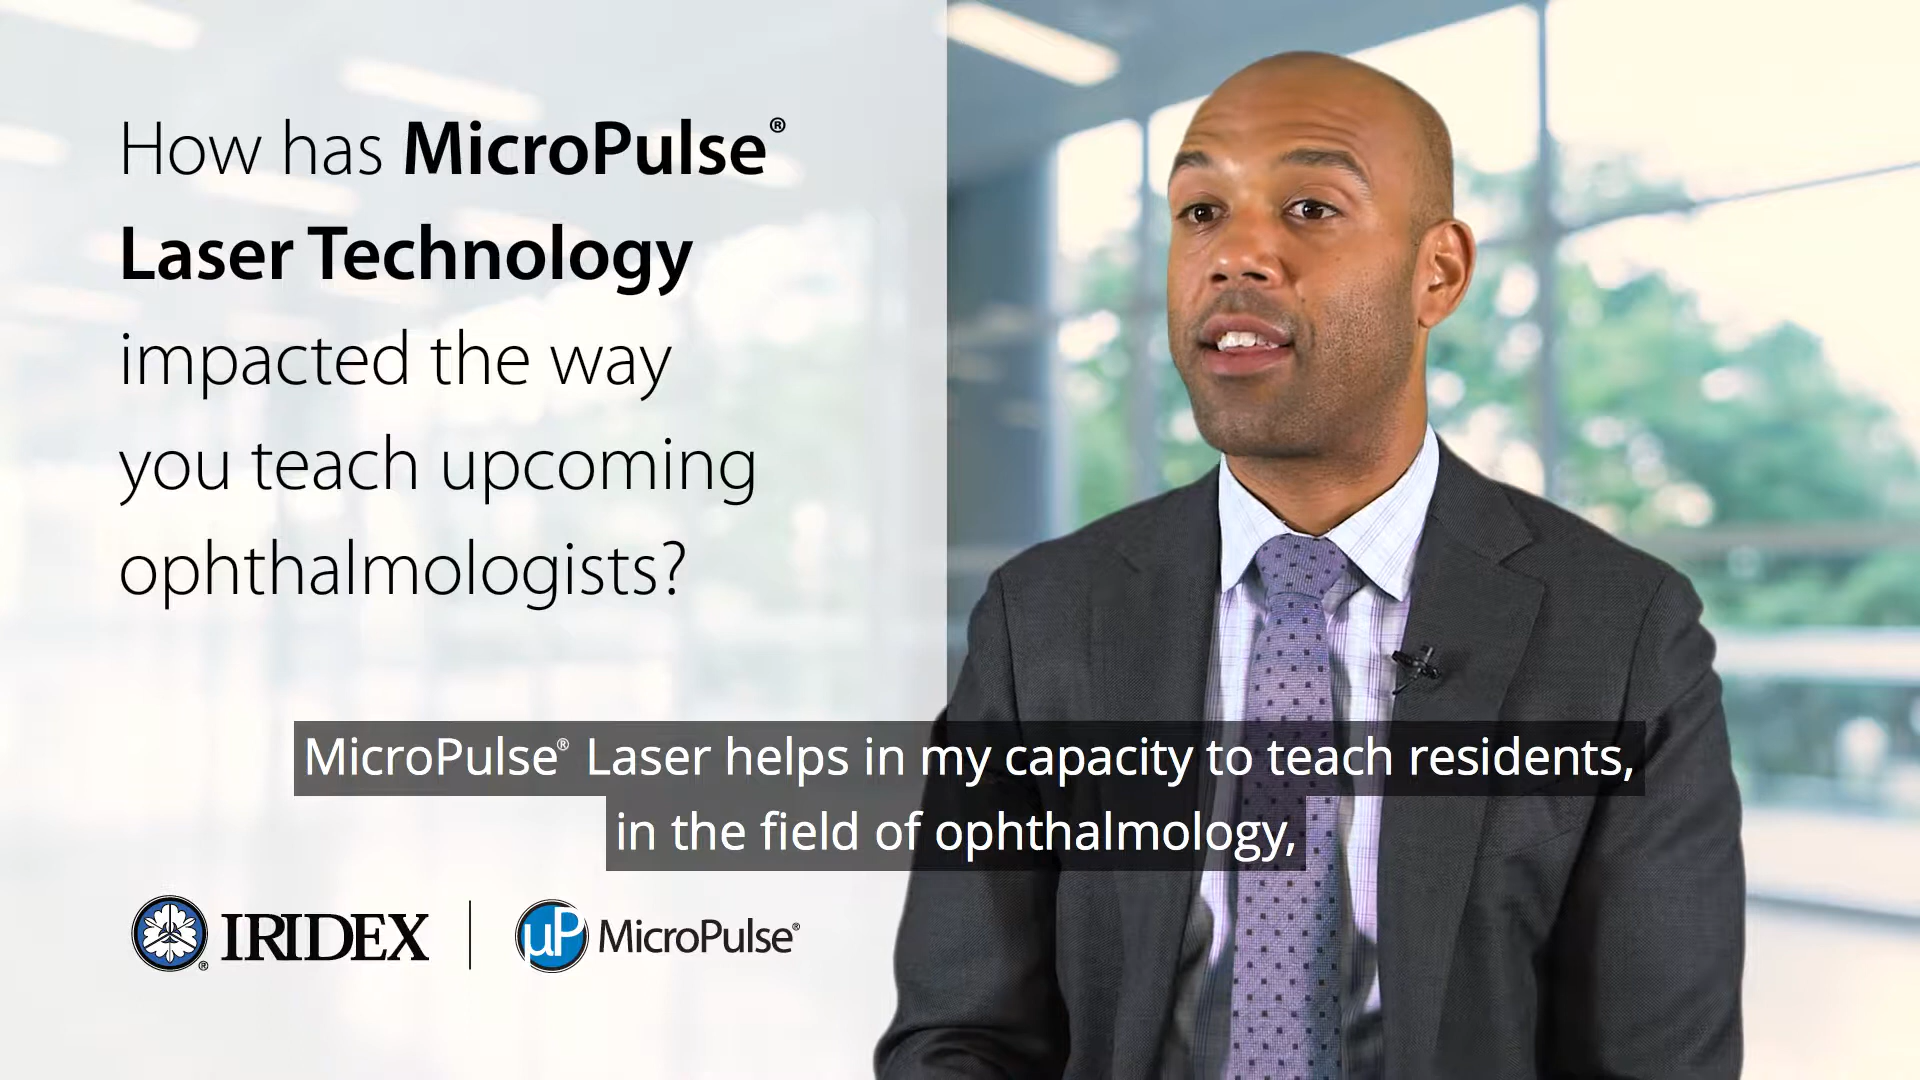 How has MicroPulse®
Laser Technology
impacted the way
you teach upcoming
ophthalmologists?
MicroPulse® Laser helps in my capacity to teach residents,
in the field of ophthalmology,
® IRIDEX
µP MicroPulse®